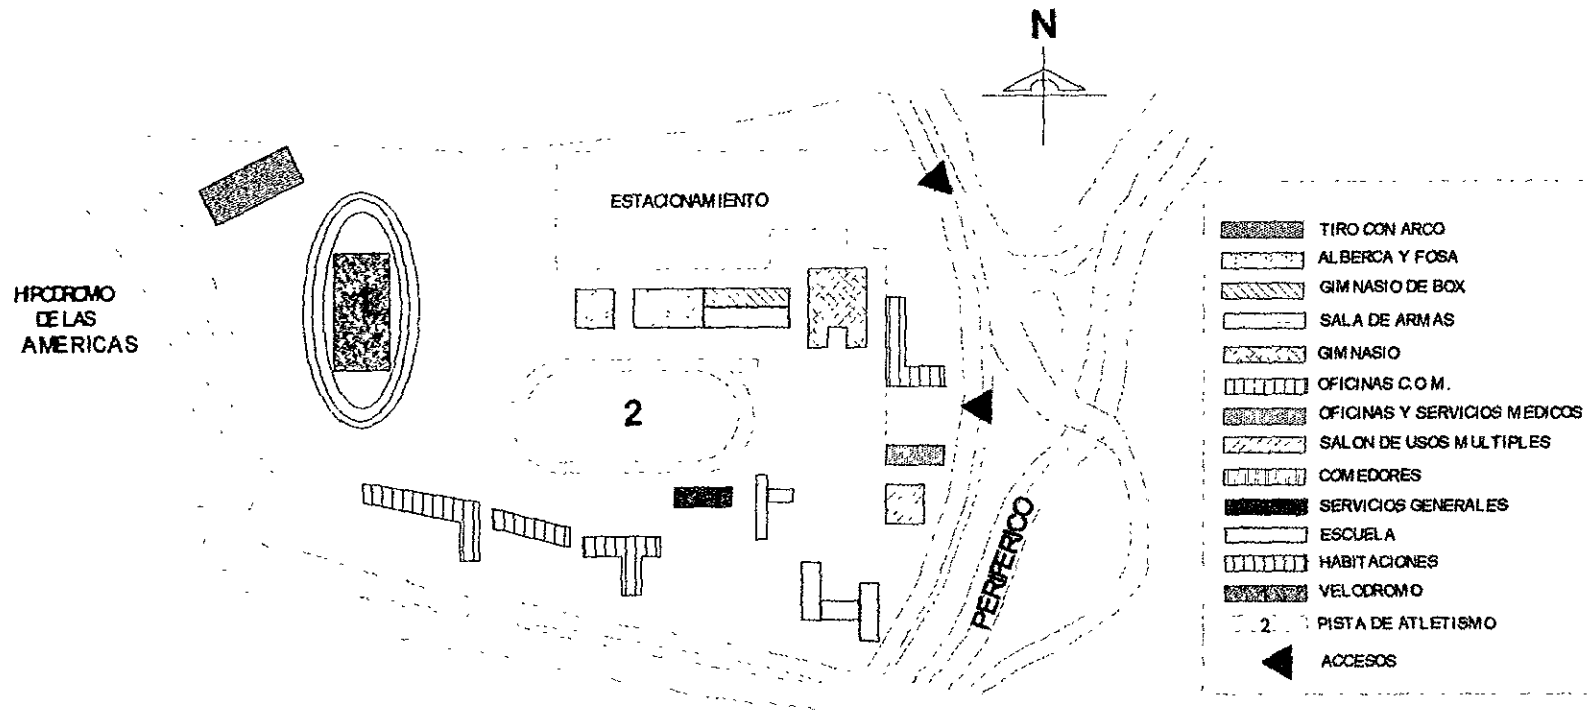 N
ESTACIONAMIENTO
HIPODROMO
DE LAS
AMERICAS
1
2
PERIFERICO
TIRO CON ARCO
ALBERCA Y FOSA
GIMNASIO DE BOX
SALA DE ARMAS
GIMNASIO
OFICINAS C.O.M.
OFICINAS Y SERVICIOS MEDICOS
SALON DE USOS MULTIPLES
COMEDORES
SERVICIOS GENERALES
ESCUELA
HABITACIONES
1 VELODROMO
2 PISTA DE ATLETISMO
ACCESOS